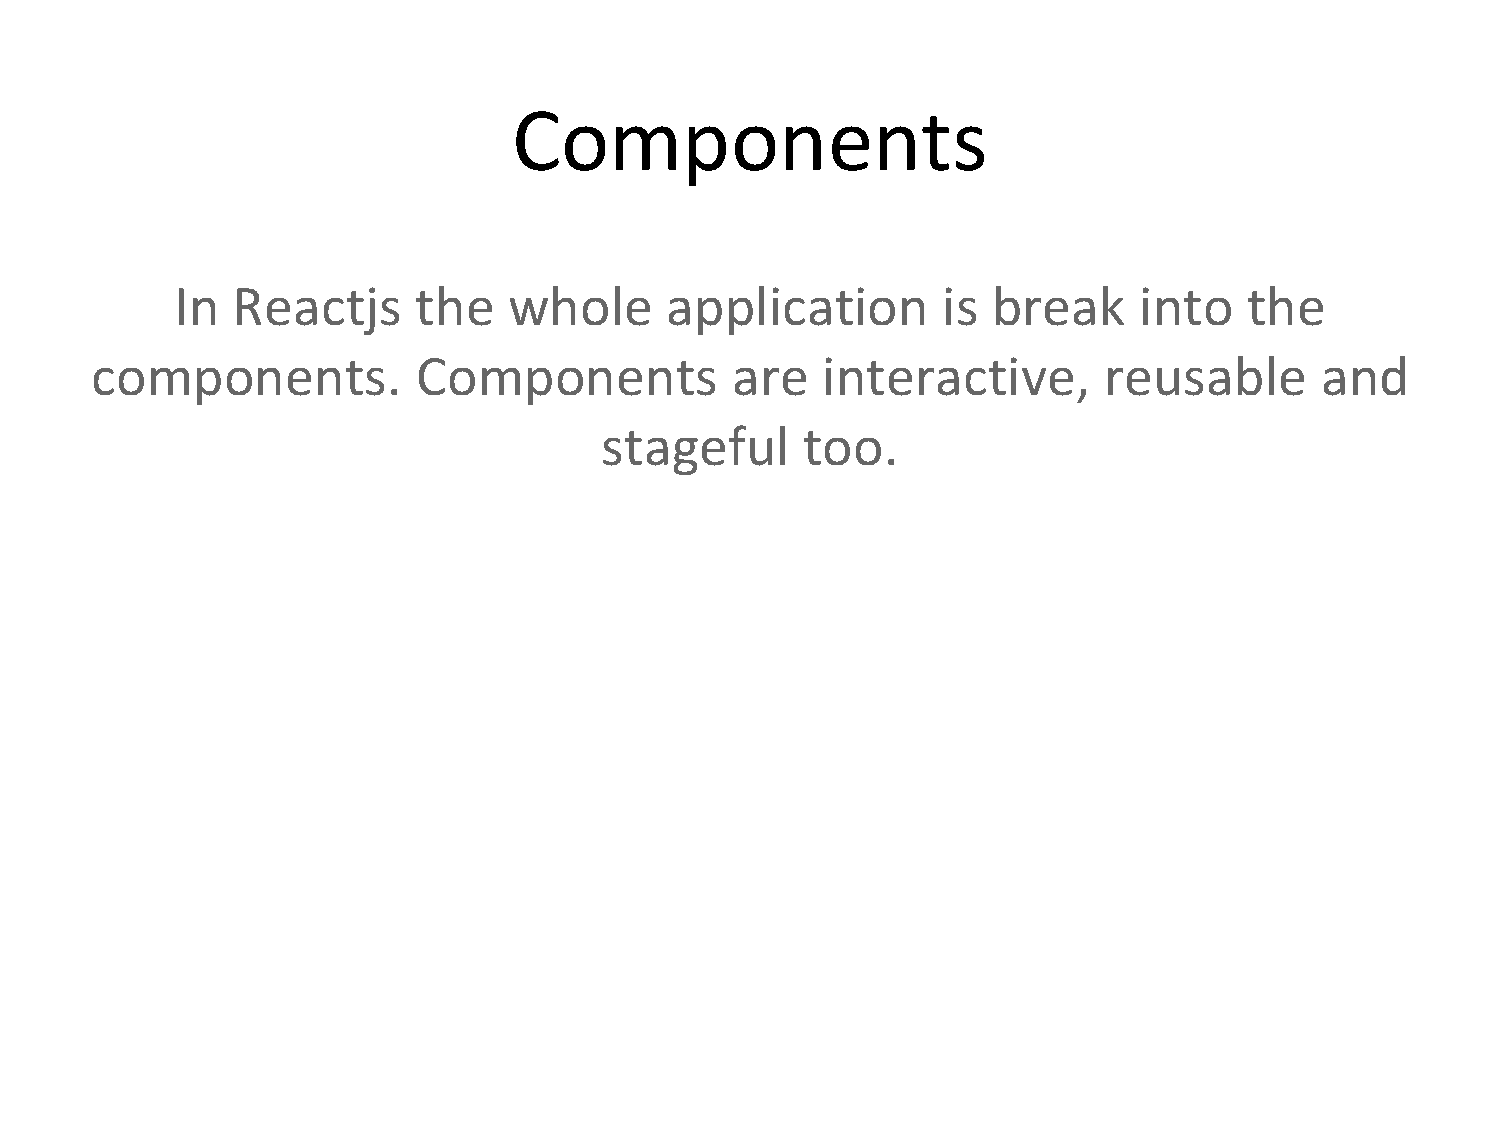 Components
In Reactjs the whole application is break into the
components. Components are interactive, reusable and
stageful too.